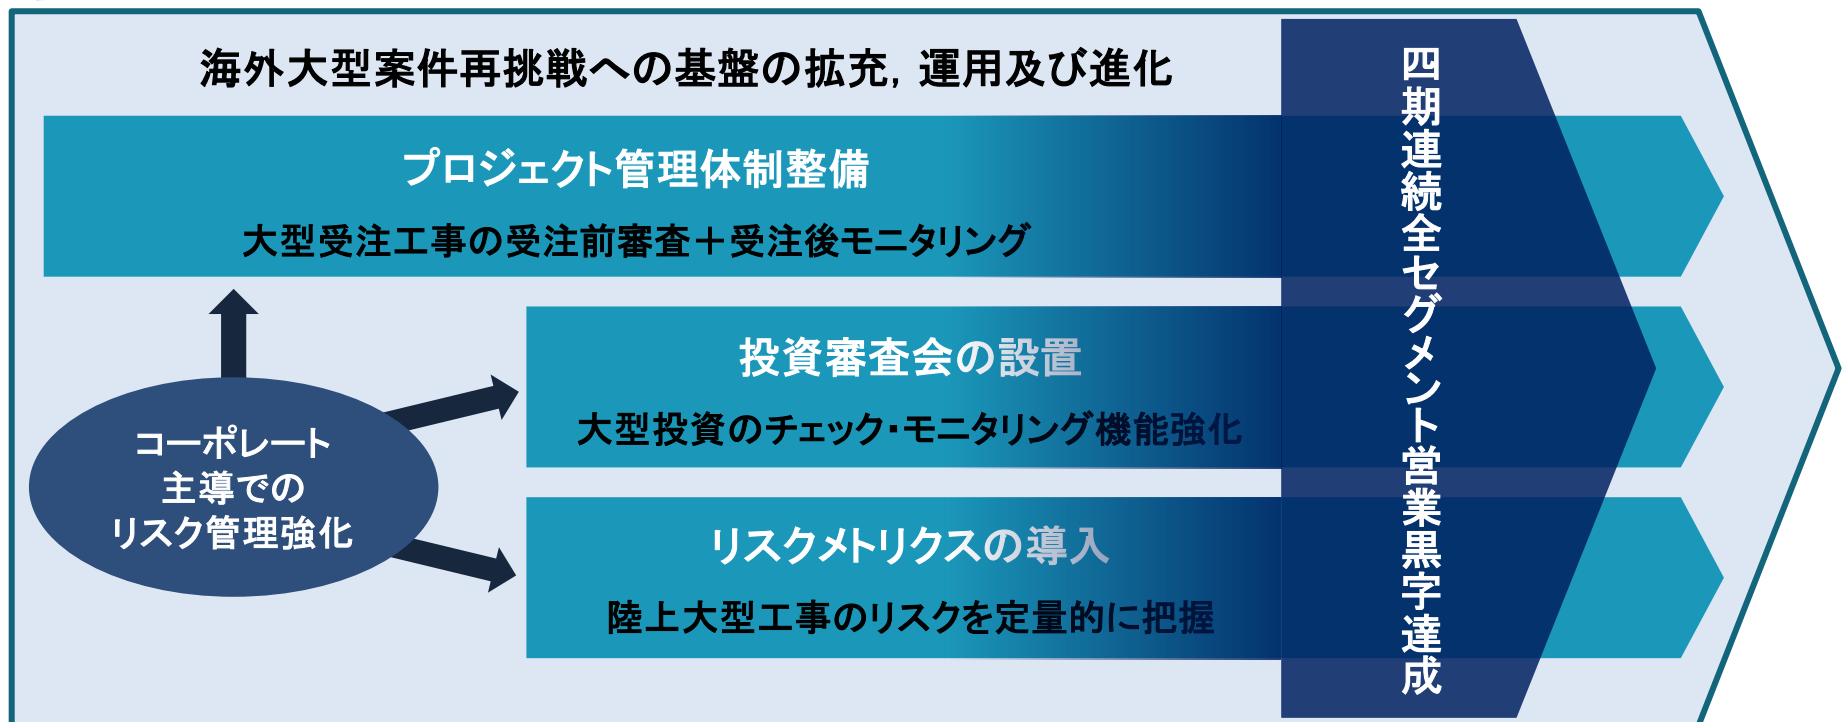 海外大型案件再挑戦への基盤の拡充，運用及び進化
プロジェクト管理体制整備
大型受注工事の受注前審査＋受注後モニタリング
投資審査会の設置
大型投資のチェック・モニタリング機能強化
コーポレート
主導での
リスク管理強化
リスクメトリクスの導入
陸上大型工事のリスクを定量的に把握
四期連続全セグメント営業黒字達成